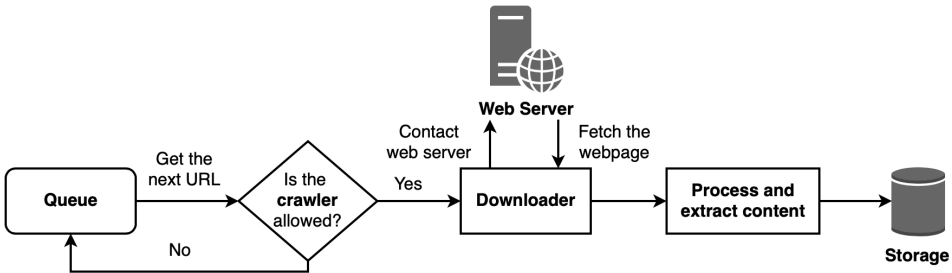 Web Server
Contact
web server
Fetch the
webpage
Get the
next URL
Queue
Is the
crawler
allowed?
Yes
Downloader
Process and
extract content
No
Storage